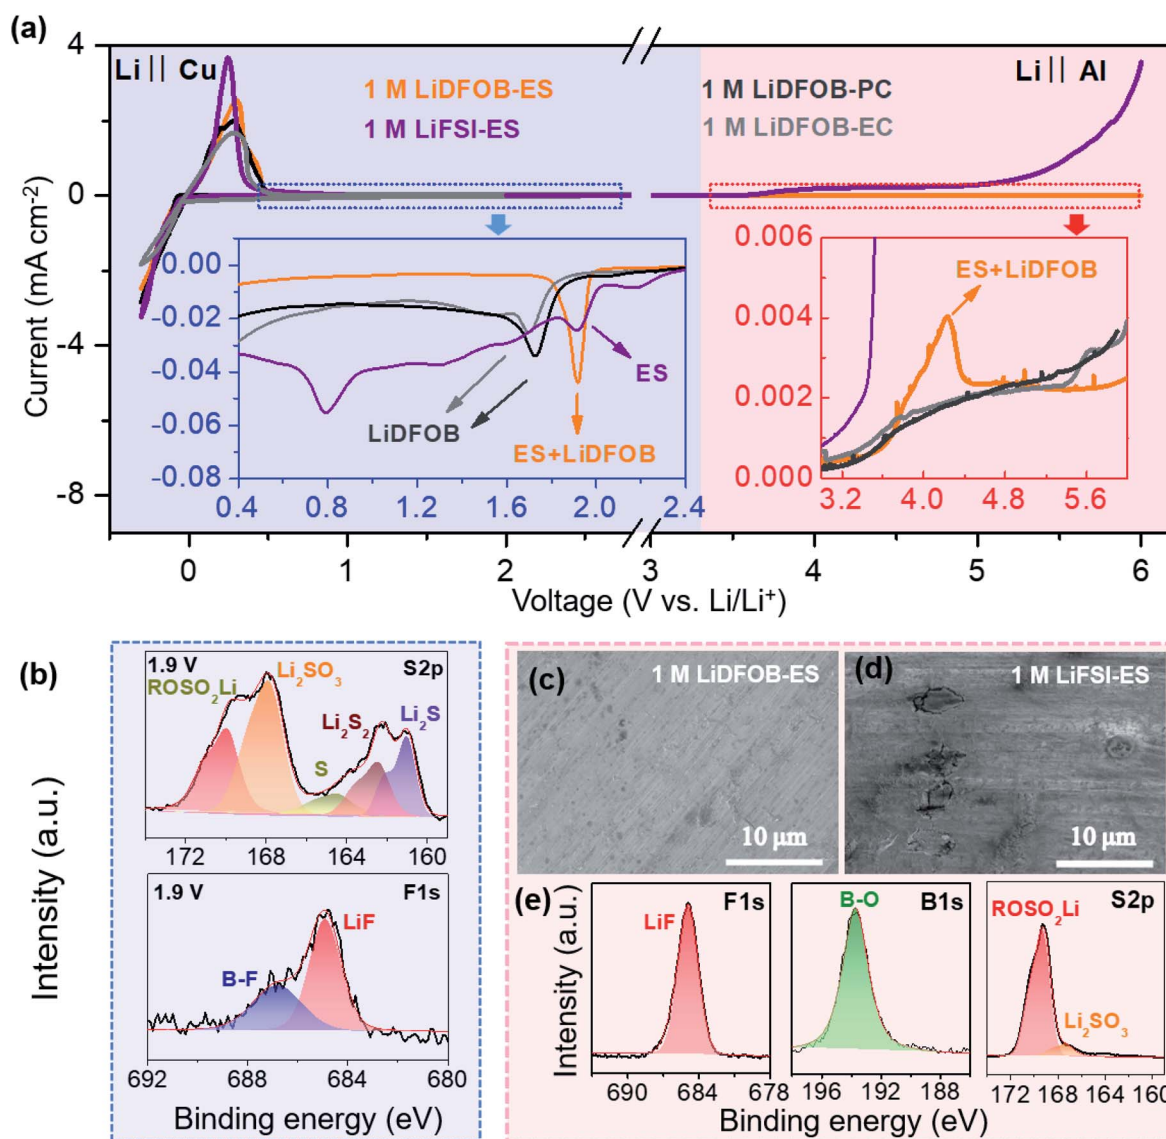 (a)
Li || Cu
Li || Al
1 M LiDFOB-ES
1 M LiDFOB-PC
1 M LiFSI-ES
1 M LiDFOB-EC
Current (mA cm⁻²)
4
0
−4
−8
0.00
−0.02
−0.04
−0.06
−0.08
0.4 0.8 1.2 1.6 2.0 2.4
ES
LiDFOB
ES+LiDFOB
0.006
0.004
0.002
0.000
3.2 4.0 4.8 5.6
ES+LiDFOB
0 1 2 3 4 5 6
Voltage (V vs. Li/Li⁺)
(b)
1.9 V
S2p
ROSO₂Li
Li₂SO₃
S
Li₂S₂
Li₂S
172 168 164 160
1.9 V
F1s
B-F
LiF
692 688 684 680
Intensity (a.u.)
Binding energy (eV)
(c)
1 M LiDFOB-ES
10 μm
(d)
1 M LiFSI-ES
10 μm
(e)
Intensity (a.u.)
F1s
LiF
690 684 678
B-O
B1s
196 192 188
S2p
ROSO₂Li
Li₂SO₃
172 168 164 160
Binding energy (eV)